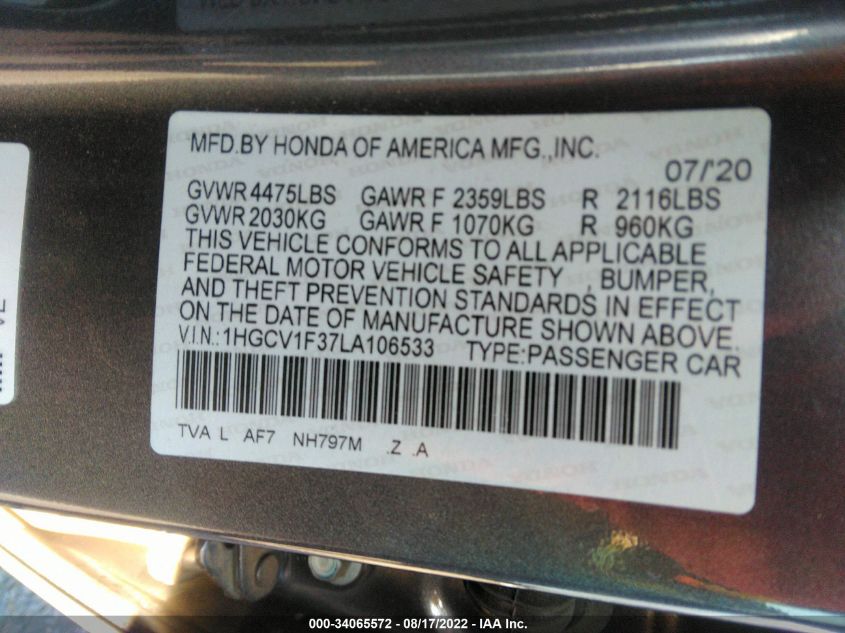 MFD.BY HONDA OF AMERICA MFG.,INC.
07/'20
GVWR 4475LBS GAWR F 2359LBS R 2116LBS
GVWR 2030KG GAWR F 1070KG R 960KG
THIS VEHICLE CONFORMS TO ALL APPLICABLE
FEDERAL MOTOR VEHICLE SAFETY , BUMPER,
AND THEFT PREVENTION STANDARDS IN EFFECT
ON THE DATE OF MANUFACTURE SHOWN ABOVE.
V.I.N.:1HGCV1F37LA106533 TYPE:PASSENGER CAR
TVA L AF7 NH797M .Z .A
000-34065572 - 08/17/2022 - IAA Inc.